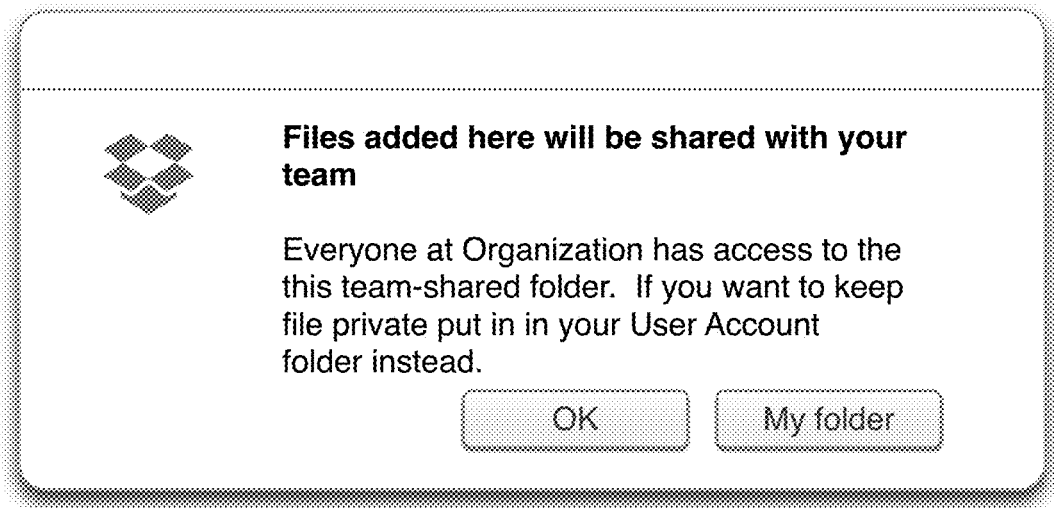 Files added here will be shared with your
team
Everyone at Organization has access to the
this team-shared folder.  If you want to keep
file private put in in your User Account
folder instead.
OK
My folder